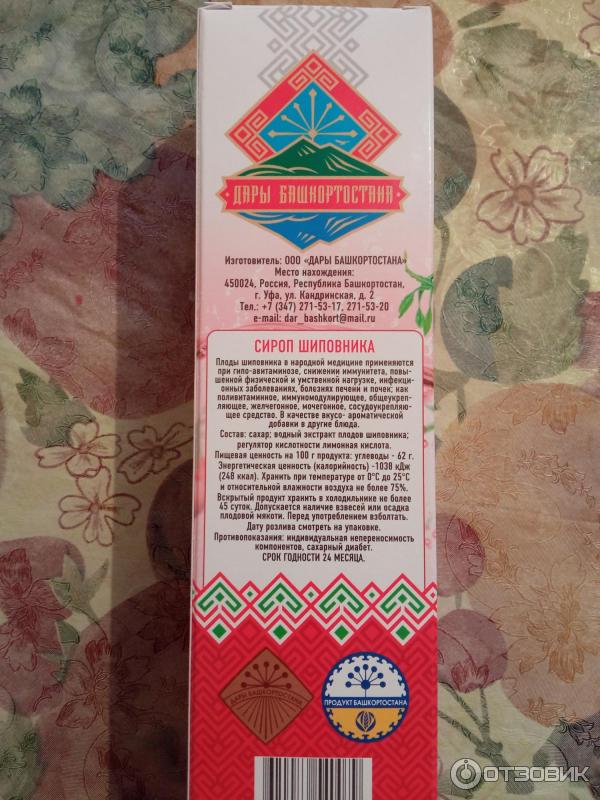 ДАРЫ БАШКОРТОСТАНА
Изготовитель: ООО «ДАРЫ БАШКОРТОСТАНА»
Место нахождения:
450024, Россия, Республика Башкортостан,
г. Уфа, ул. Кандринская, д. 2
Тел.: +7 (347) 271-53-17, 271-53-20
e-mail: dar_bashkort@mail.ru
СИРОП ШИПОВНИКА
Плоды шиповника в народной медицине применяются
при гипо-авитаминозе, снижении иммунитета, повы-
шенной физической и умственной нагрузке, инфекци-
онных заболеваниях, болезнях печени и почек; как
поливитаминное, иммуномодулирующее, общеукреп-
ляющее, желчегонное, мочегонное, сосудоукрепляю-
щее средство. В качестве вкусо- ароматической
добавки в другие блюда.
Состав: сахар; водный экстракт плодов шиповника;
регулятор кислотности лимонная кислота.
Пищевая ценность на 100 г продукта: углеводы - 62 г.
Энергетическая ценность (калорийность) -1038 кДж
(248 ккал). Хранить при температуре от 0°С до 25°С
и относительной влажности воздуха не более 75%.
Вскрытый продукт хранить в холодильнике не более
45 суток. Допускается наличие взвеси или осадка
плодовой мякоти. Перед употреблением взболтать.
Дату розлива смотреть на упаковке.
Противопоказания: индивидуальная непереносимость
компонентов, сахарный диабет.
СРОК ГОДНОСТИ 24 МЕСЯЦА.
ДАРЫ БАШКОРТОСТАНА
ПРОДУКТ БАШКОРТОСТАНА
ОТЗОВИК